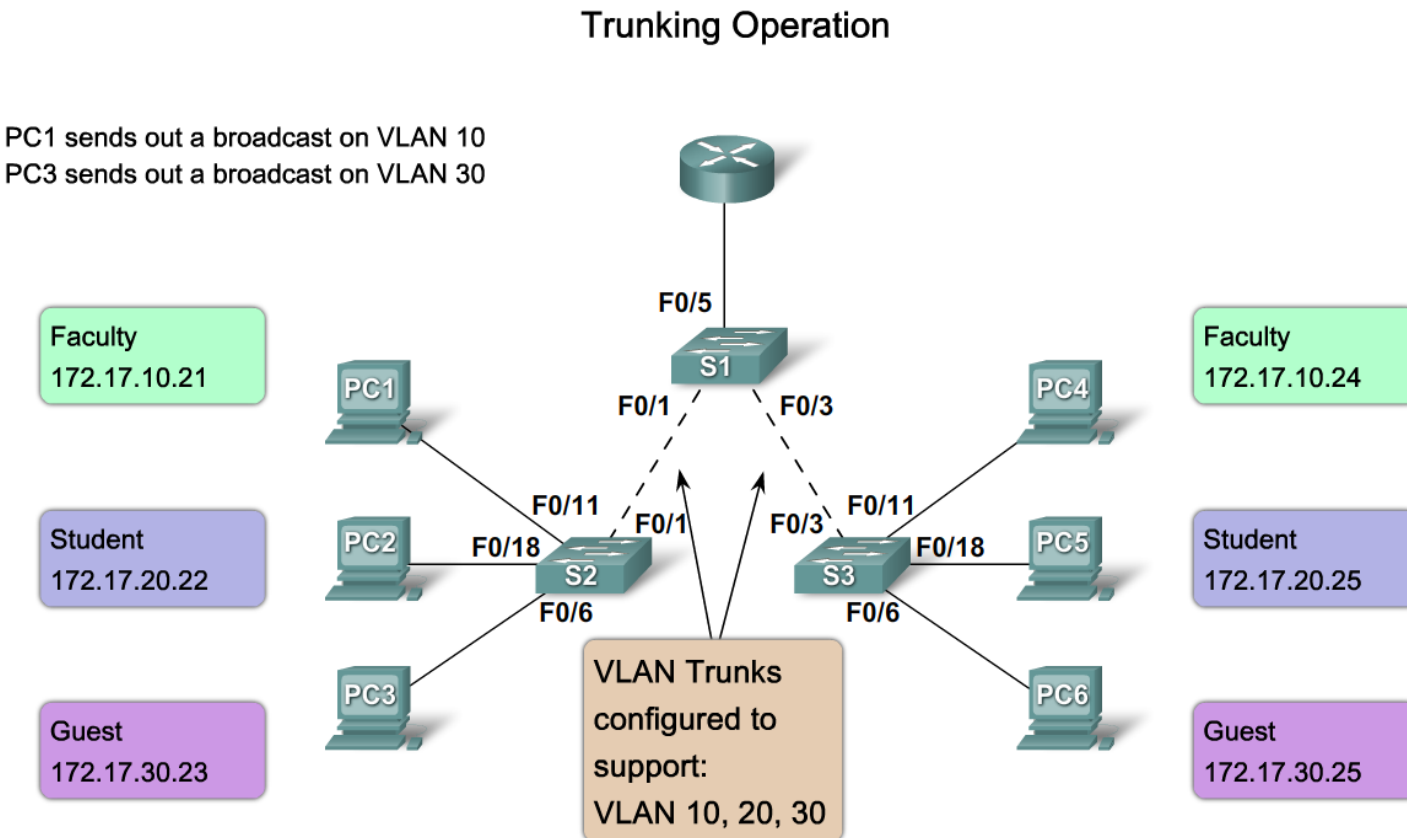 Trunking Operation
PC1 sends out a broadcast on VLAN 10
PC3 sends out a broadcast on VLAN 30
F0/5
Faculty
172.17.10.21
PC1
S1
PC4
Faculty
172.17.10.24
F0/1
F0/3
F0/11
F0/1
F0/3
F0/11
Student
172.17.20.22
PC2
F0/18
S2
S3
F0/18
PC5
Student
172.17.20.25
F0/6
F0/6
VLAN Trunks
configured to
support:
VLAN 10, 20, 30
PC3
PC6
Guest
172.17.30.23
Guest
172.17.30.25